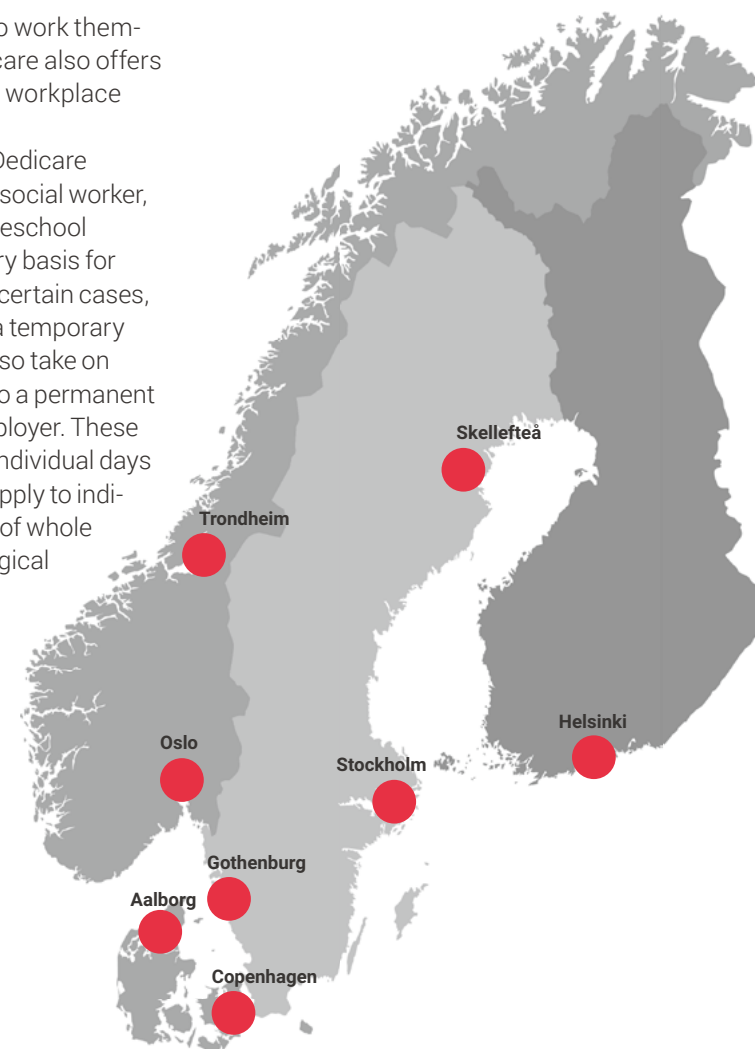 o work them-
care also offers
workplace
Dedicare
social worker,
eschool
ry basis for
certain cases,
a temporary
so take on
o a permanent
ployer. These
individual days
pply to indi-
of whole
gical
Skellefteå
Trondheim
Helsinki
Oslo
Stockholm
Gothenburg
Aalborg
Copenhagen